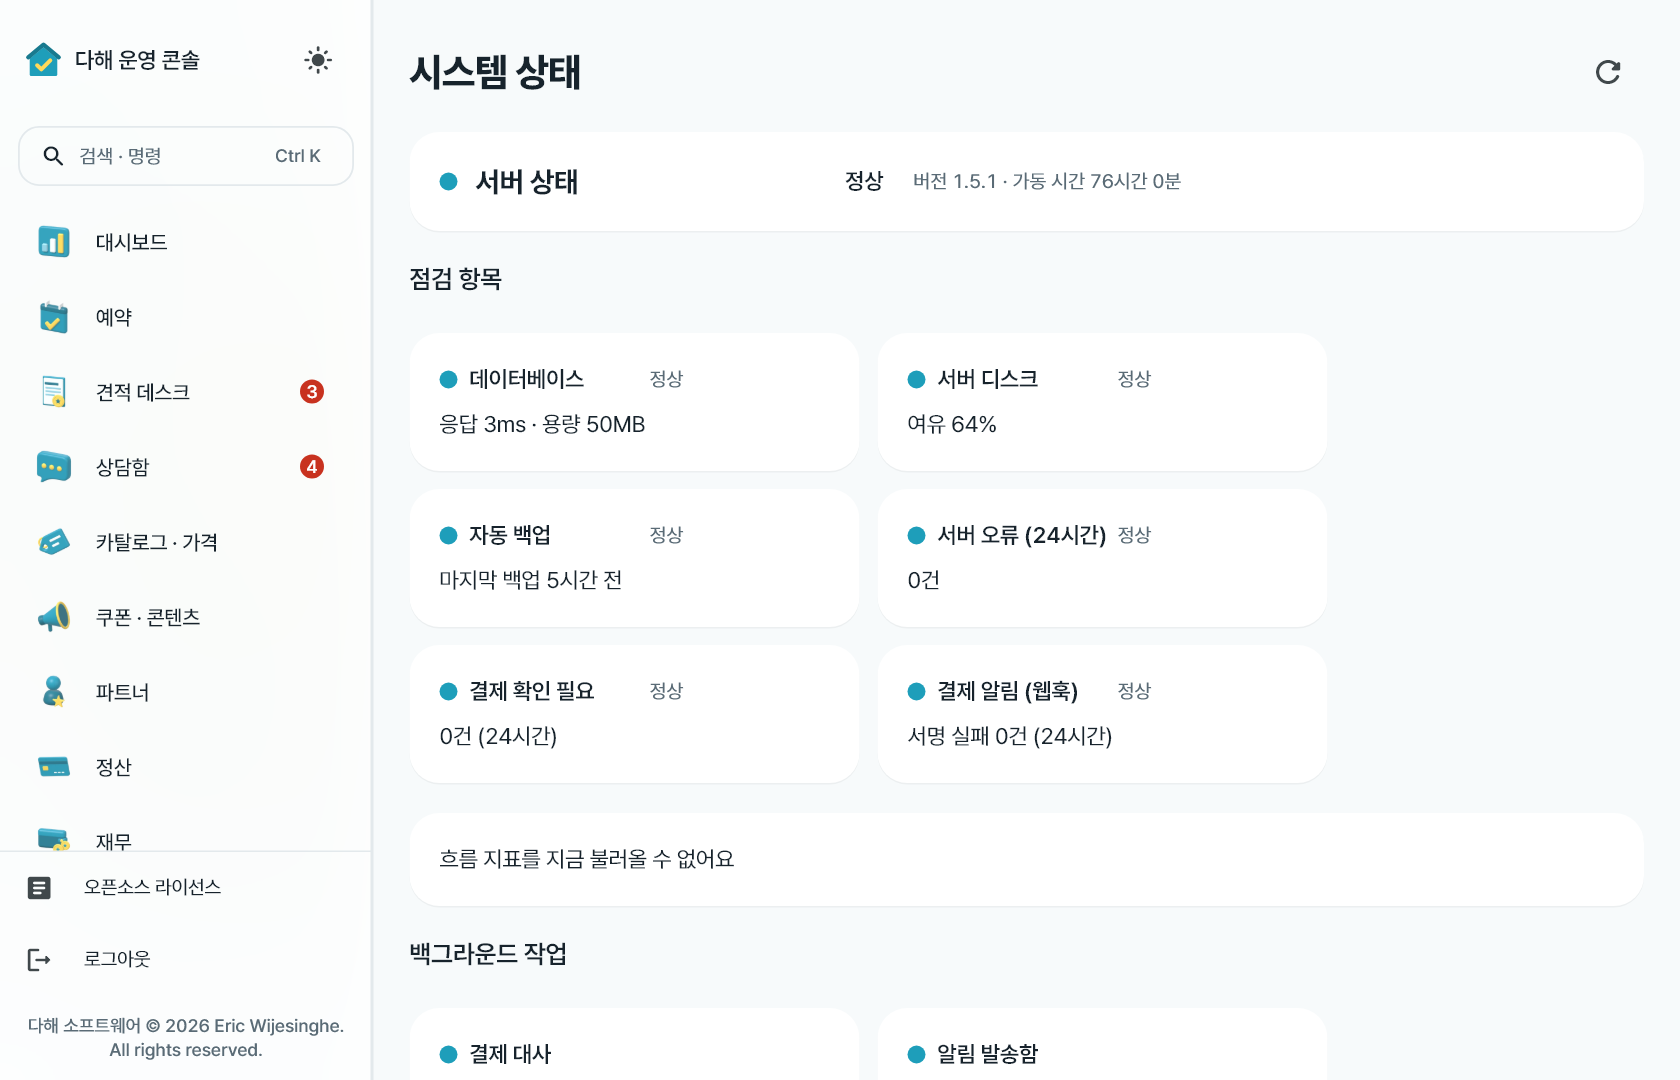 다해 운영 콘솔
검색 · 명령 Ctrl K
대시보드
예약
견적 데스크 3
상담함 4
카탈로그 · 가격
쿠폰 · 콘텐츠
파트너
정산
재무
오픈소스 라이선스
로그아웃
다해 소프트웨어 © 2026 Eric Wijesinghe.
All rights reserved.
시스템 상태
서버 상태 정상 버전 1.5.1 · 가동 시간 76시간 0분
점검 항목
데이터베이스 정상
응답 3ms · 용량 50MB
서버 디스크 정상
여유 64%
자동 백업 정상
마지막 백업 5시간 전
서버 오류 (24시간) 정상
0건
결제 확인 필요 정상
0건 (24시간)
결제 알림 (웹훅) 정상
서명 실패 0건 (24시간)
흐름 지표를 지금 불러올 수 없어요
백그라운드 작업
결제 대사
알림 발송함